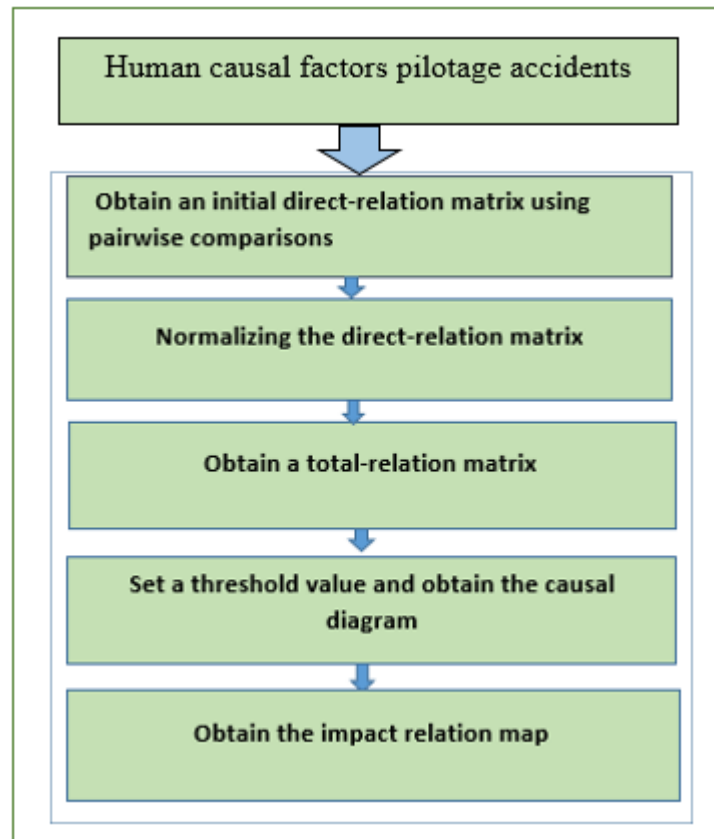 Human causal factors pilotage accidents
Obtain an initial direct-relation matrix using
pairwise comparisons
Normalizing the direct-relation matrix
Obtain a total-relation matrix
Set a threshold value and obtain the causal
diagram
Obtain the impact relation map